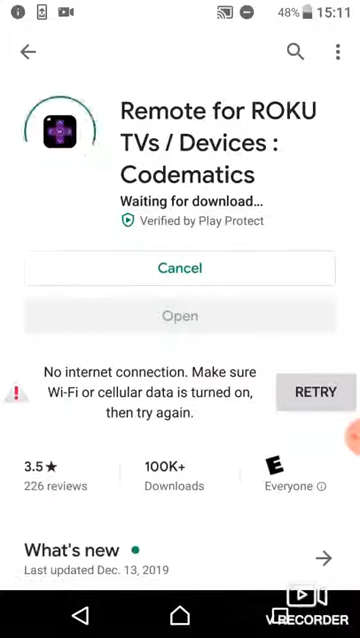 48% 15:11
Remote for ROKU
TVs / Devices :
Codematics
Waiting for download...
Verified by Play Protect
Cancel
Open
No internet connection. Make sure
Wi-Fi or cellular data is turned on,
then try again.
RETRY
3.5★ 100K+ E
226 reviews Downloads Everyone
What's new
Last updated Dec. 13, 2019
V RECORDER